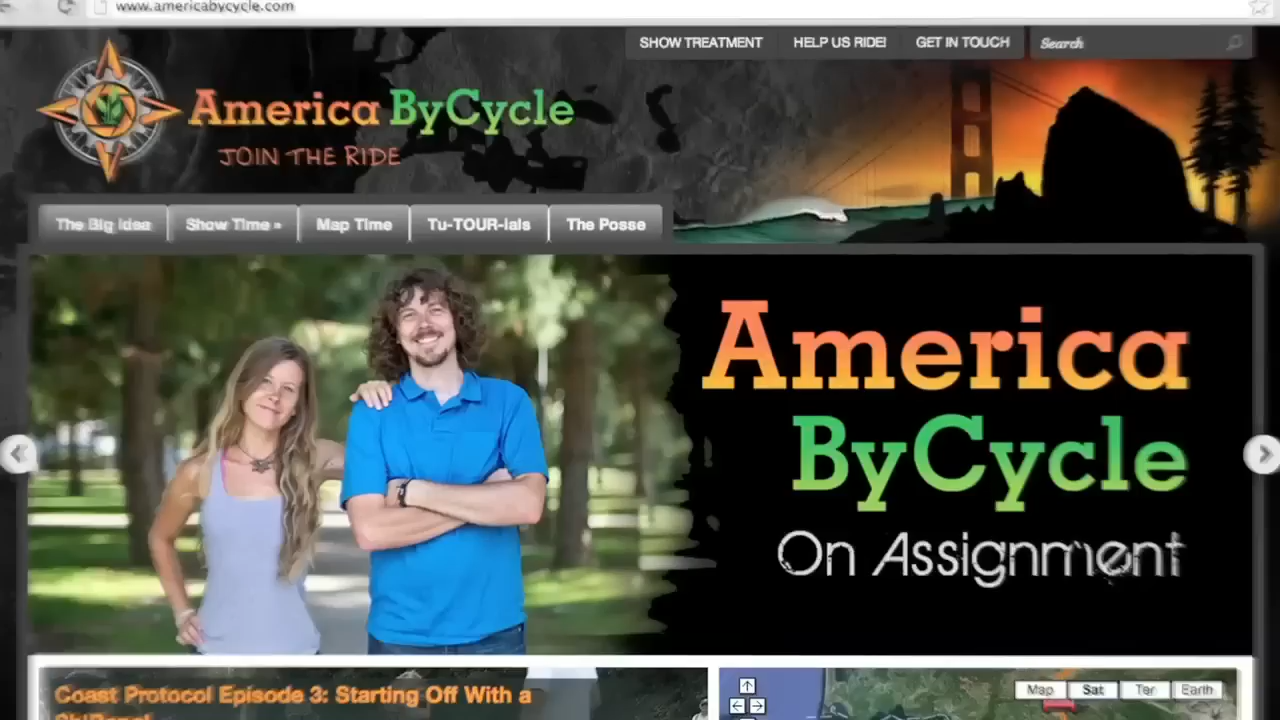 www.americabycycle.com
SHOW TREATMENT HELP US RIDE! GET IN TOUCH Search
America ByCycle
JOIN THE RIDE
The Big Idea Show Time » Map Time Tu-TOUR-ials The Posse
America
ByCycle
On Assignment
Coast Protocol Episode 3: Starting Off With a
Map Sat Ter Earth